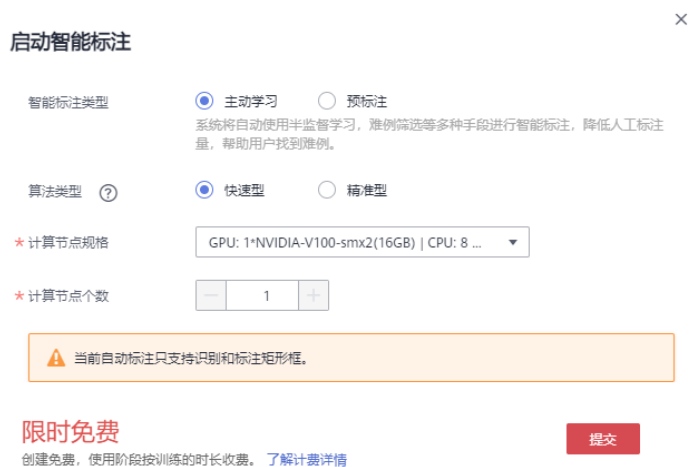 启动智能标注
智能标注类型 主动学习 预标注
系统将自动使用半监督学习，难例筛选等多种手段进行智能标注，降低人工标注
量，帮助用户找到难例。
算法类型 ? 快速型 精准型
* 计算节点规格 GPU: 1*NVIDIA-V100-smx2(16GB) | CPU: 8 ...
* 计算节点个数 — 1 +
当前自动标注只支持识别和标注矩形框。
限时免费
创建免费，使用阶段按训练的时长收费。 了解计费详情
提交